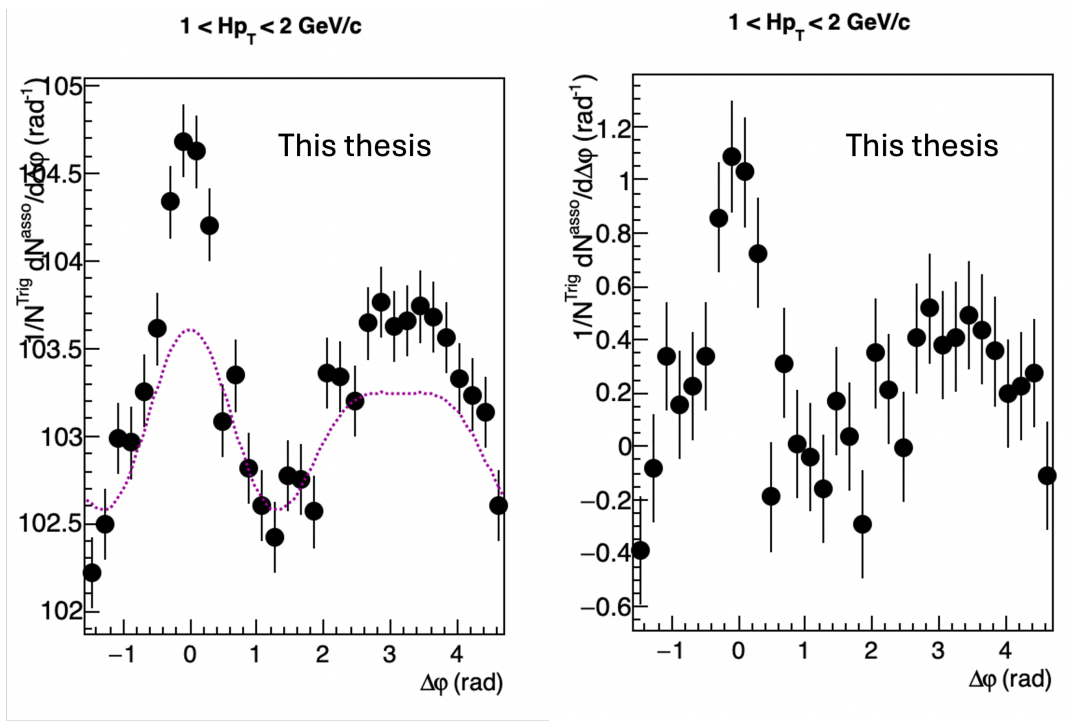 1 < Hp_T < 2 GeV/c
1/N^Trig dN^asso/dΔφ (rad^-1)
This thesis
105
104.5
104
103.5
103
102.5
102
−1 0 1 2 3 4
Δφ (rad)
1 < Hp_T < 2 GeV/c
1/N^Trig dN^asso/dΔφ (rad^-1)
This thesis
1.2
1
0.8
0.6
0.4
0.2
0
−0.2
−0.4
−0.6
−1 0 1 2 3 4
Δφ (rad)